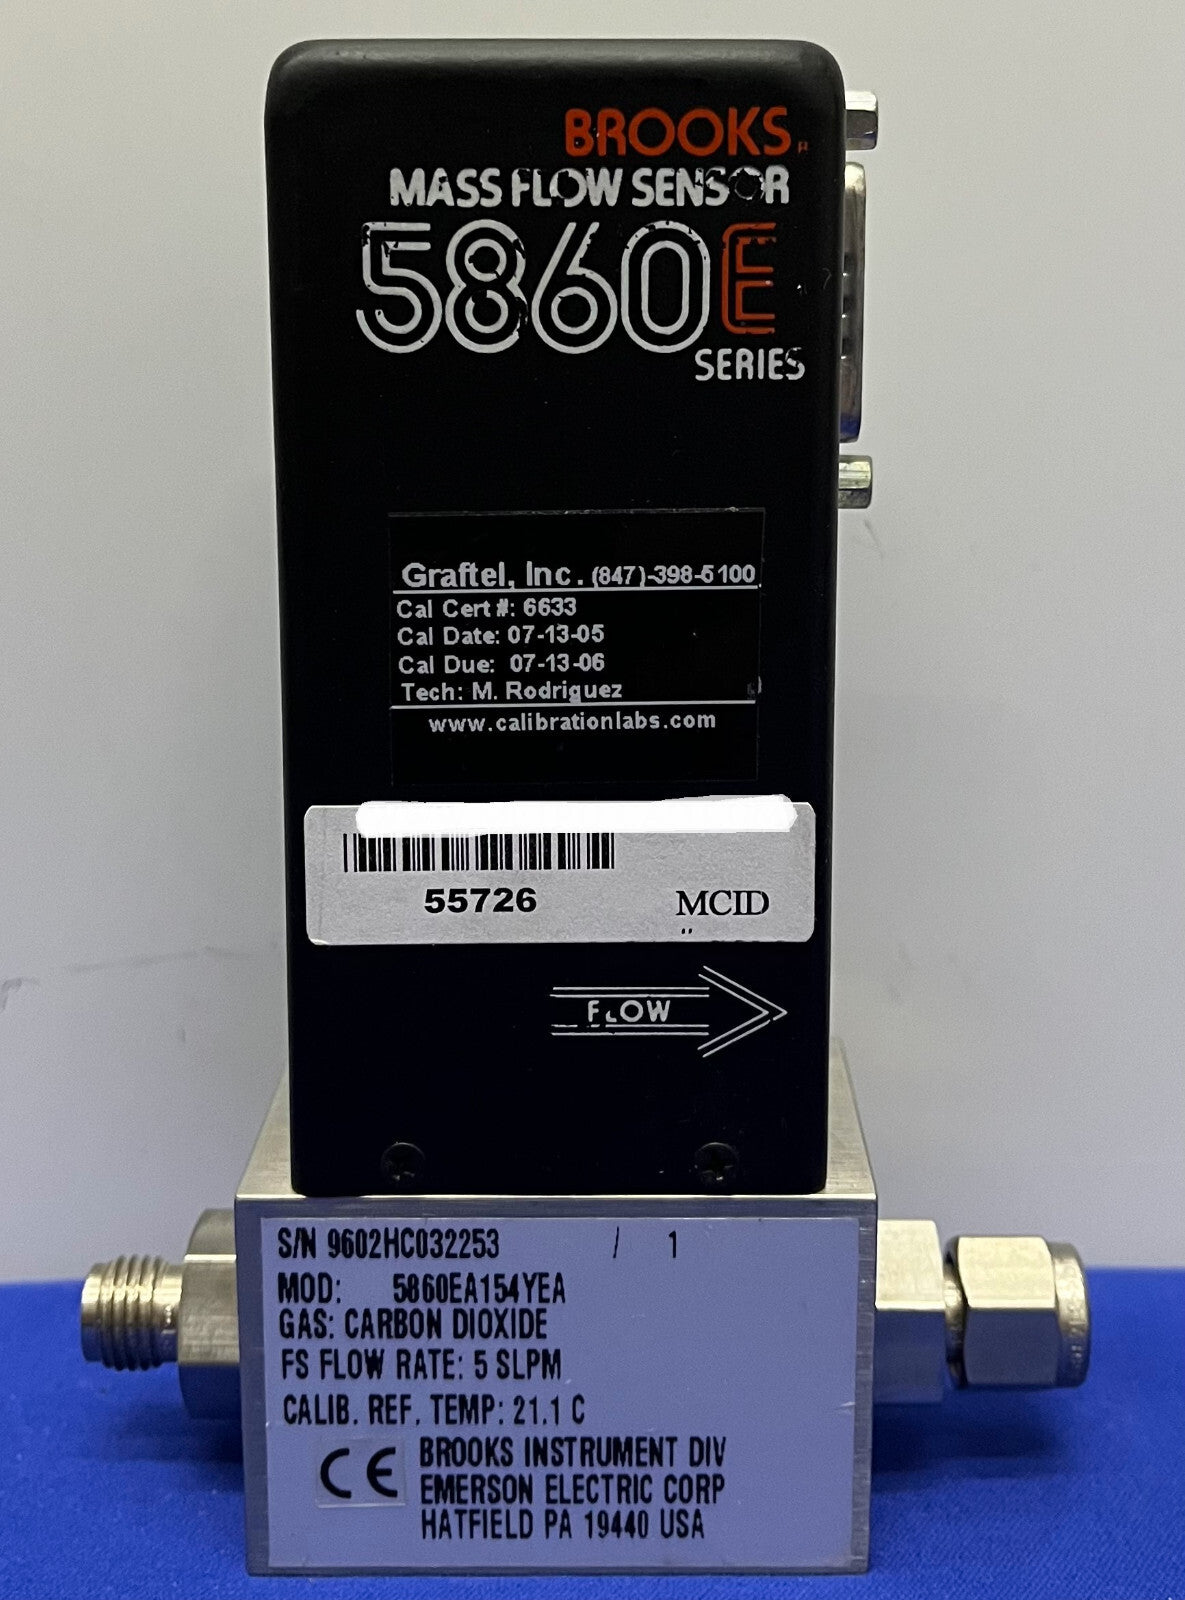 BROOKS
MASS FLOW SENSOR
5860E
SERIES
Graftel, Inc. (847)-398-5100
Cal Cert #: 6633
Cal Date: 07-13-05
Cal Due: 07-13-06
Tech: M. Rodriguez
www.calibrationlabs.com
55726 MCID
FLOW
S/N 9602HC032253 / 1
MOD: 5860EA154YEA
GAS: CARBON DIOXIDE
FS FLOW RATE: 5 SLPM
CALIB. REF. TEMP: 21.1 C
CE BROOKS INSTRUMENT DIV
EMERSON ELECTRIC CORP
HATFIELD PA 19440 USA